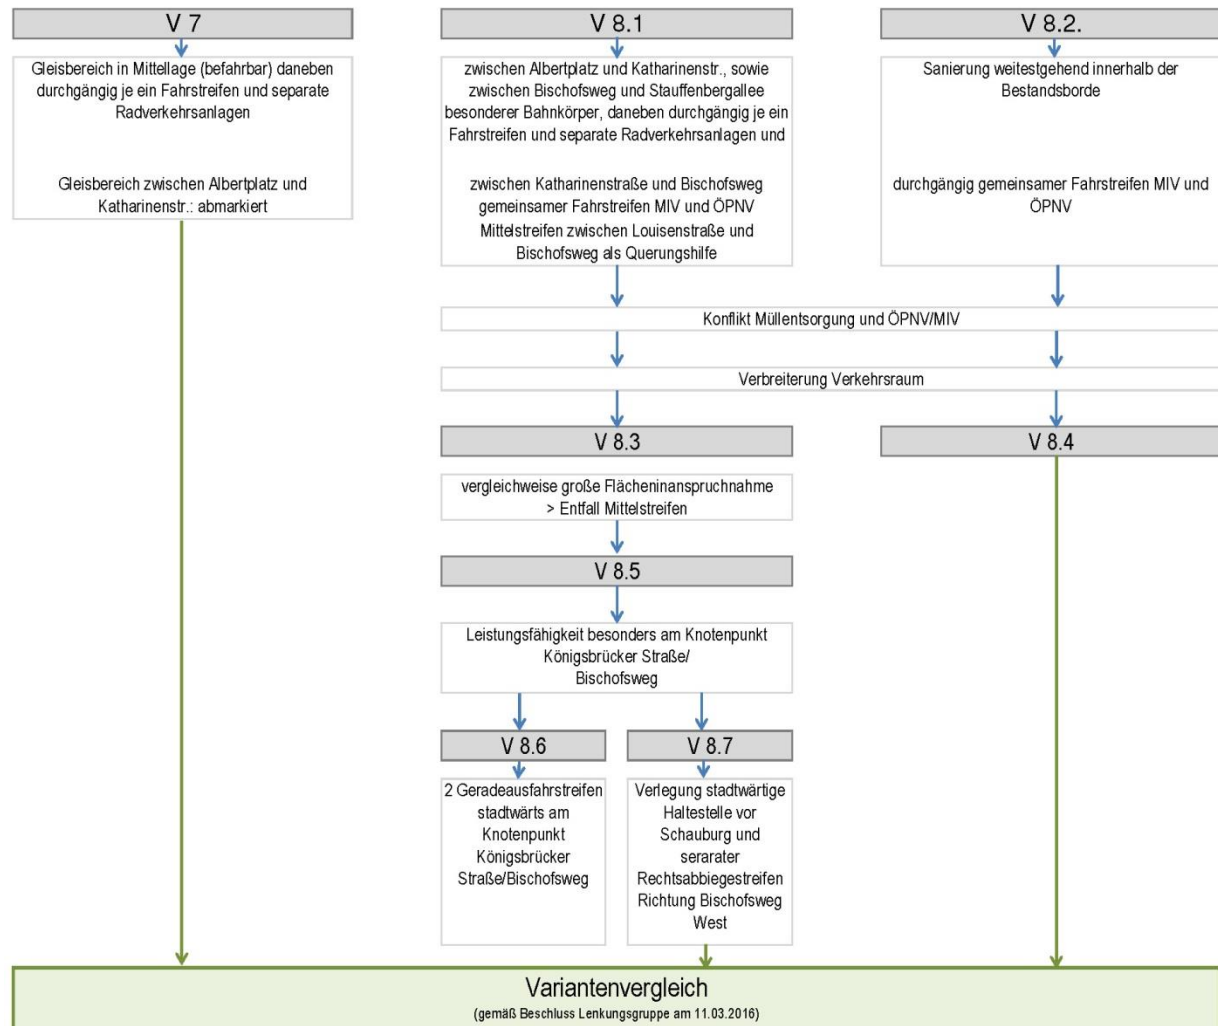 V 7
Gleisbereich in Mittellage (befahrbar) daneben
durchgängig je ein Fahrstreifen und separate
Radverkehrsanlagen
Gleisbereich zwischen Albertplatz und
Katharinenstr.: abmarkiert
V 8.1
zwischen Albertplatz und Katharinenstr., sowie
zwischen Bischofsweg und Stauffenbergallee
besonderer Bahnkörper, daneben durchgängig je ein
Fahrstreifen und separate Radverkehrsanlagen und
zwischen Katharinenstraße und Bischofsweg
gemeinsamer Fahrstreifen MIV und ÖPNV
Mittelstreifen zwischen Louisenstraße und
Bischofsweg als Querungshilfe
V 8.2.
Sanierung weitestgehend innerhalb der
Bestandsborde
durchgängig gemeinsamer Fahrstreifen MIV und
ÖPNV
Konflikt Müllentsorgung und ÖPNV/MIV
Verbreiterung Verkehrsraum
V 8.3
V 8.4
vergleichweise große Flächeninanspruchnahme
> Entfall Mittelstreifen
V 8.5
Leistungsfähigkeit besonders am Knotenpunkt
Königsbrücker Straße/
Bischofsweg
V 8.6
2 Geradeausfahrstreifen
stadtwärts am
Knotenpunkt
Königsbrücker
Straße/Bischofsweg
V 8.7
Verlegung stadtwärtige
Haltestelle vor
Schauburg und
serarater
Rechtsabbiegestreifen
Richtung Bischofsweg
West
Variantenvergleich
(gemäß Beschluss Lenkungsgruppe am 11.03.2016)